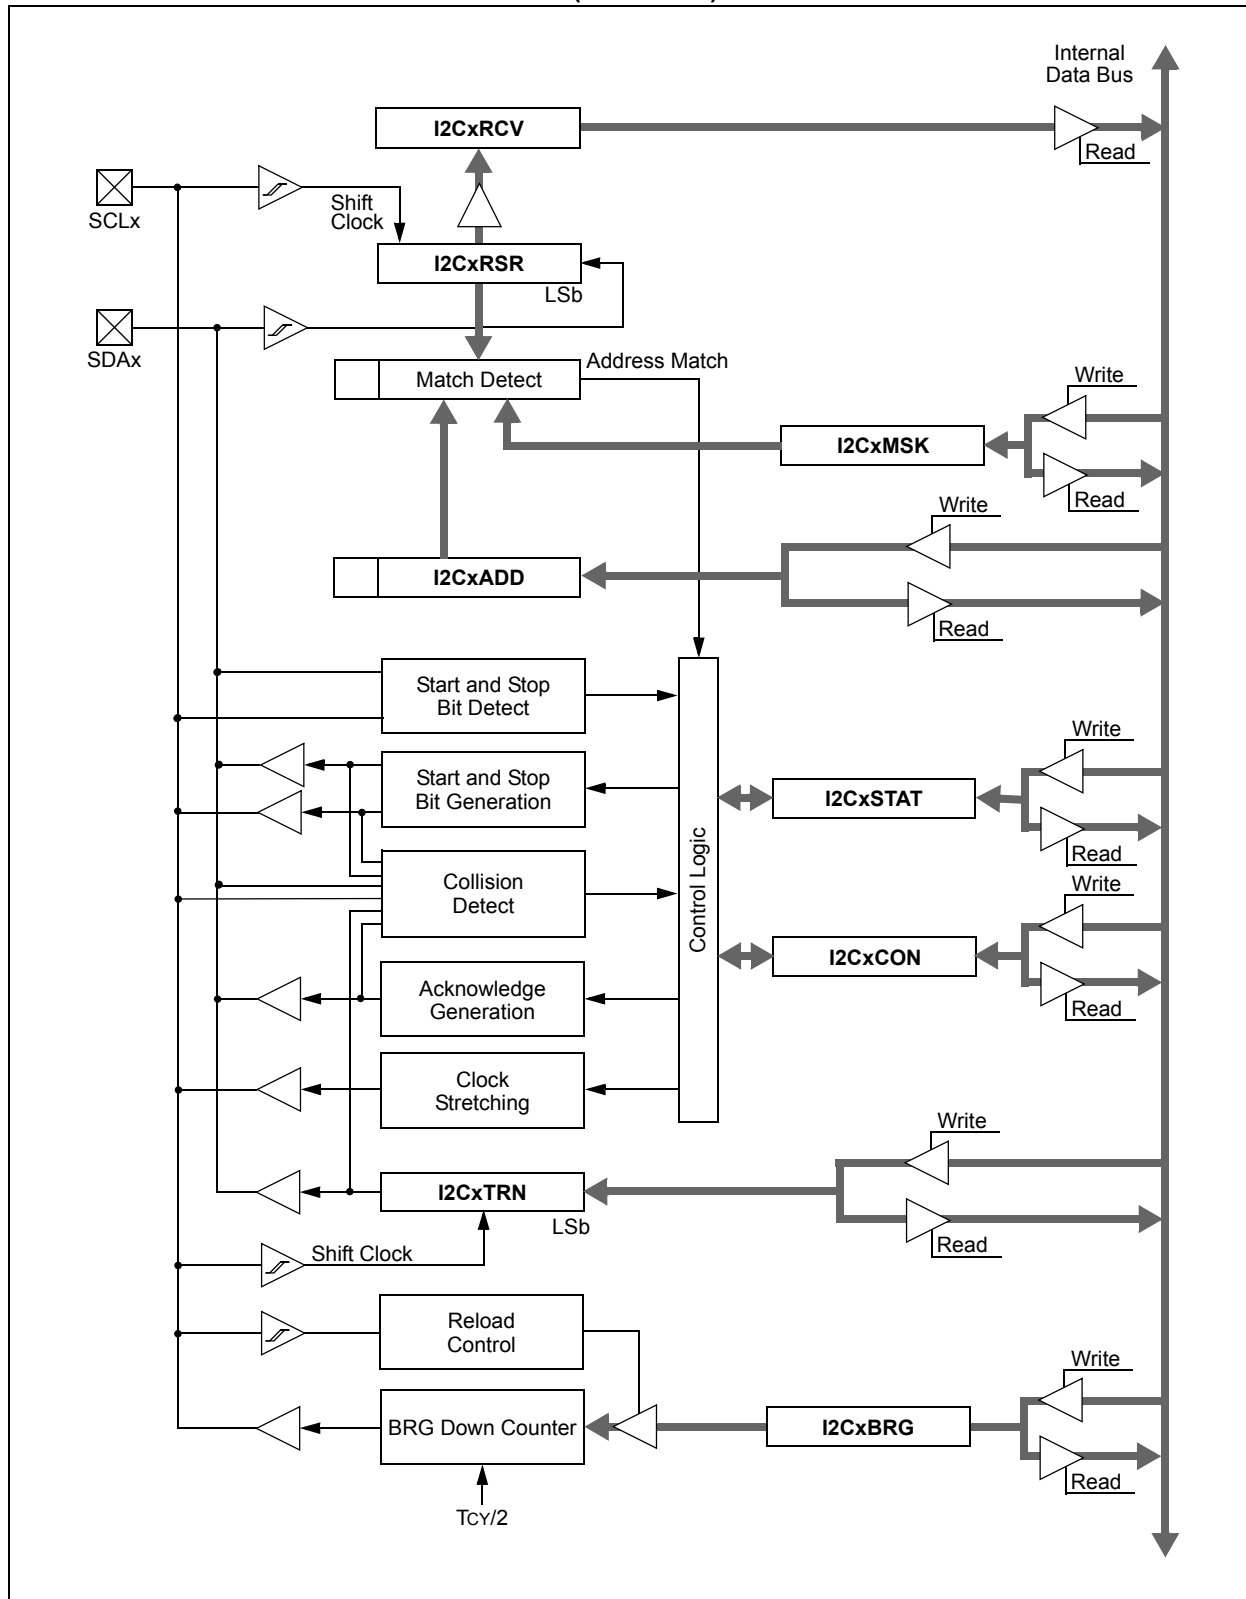 Internal
Data Bus
I2CxRCV
Read
SCLx
Shift
Clock
I2CxRSR
LSb
SDAx
Address Match
Match Detect
Write
I2CxMSK
Read
Write
I2CxADD
Read
Start and Stop
Bit Detect
Write
Start and Stop
Bit Generation
I2CxSTAT
Read
Control Logic
Collision
Detect
Write
I2CxCON
Read
Acknowledge
Generation
Clock
Stretching
Write
I2CxTRN
LSb
Read
Shift Clock
Reload
Control
Write
BRG Down Counter
I2CxBRG
Read
TCY/2